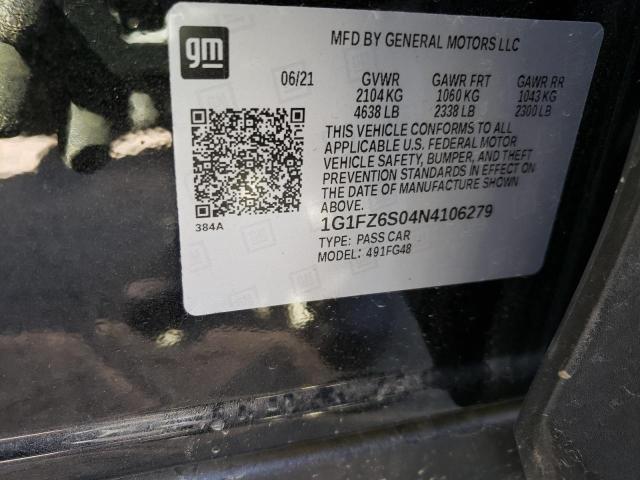 gm
MFD BY GENERAL MOTORS LLC
06/21 GVWR GAWR FRT GAWR RR
2104 KG 1060 KG 1043 KG
4638 LB 2338 LB 2300 LB
THIS VEHICLE CONFORMS TO ALL
APPLICABLE U.S. FEDERAL MOTOR
VEHICLE SAFETY, BUMPER, AND THEFT
PREVENTION STANDARDS IN EFFECT ON
THE DATE OF MANUFACTURE SHOWN
ABOVE.
384A
1G1FZ6S04N4106279
TYPE: PASS CAR
MODEL: 491FG48